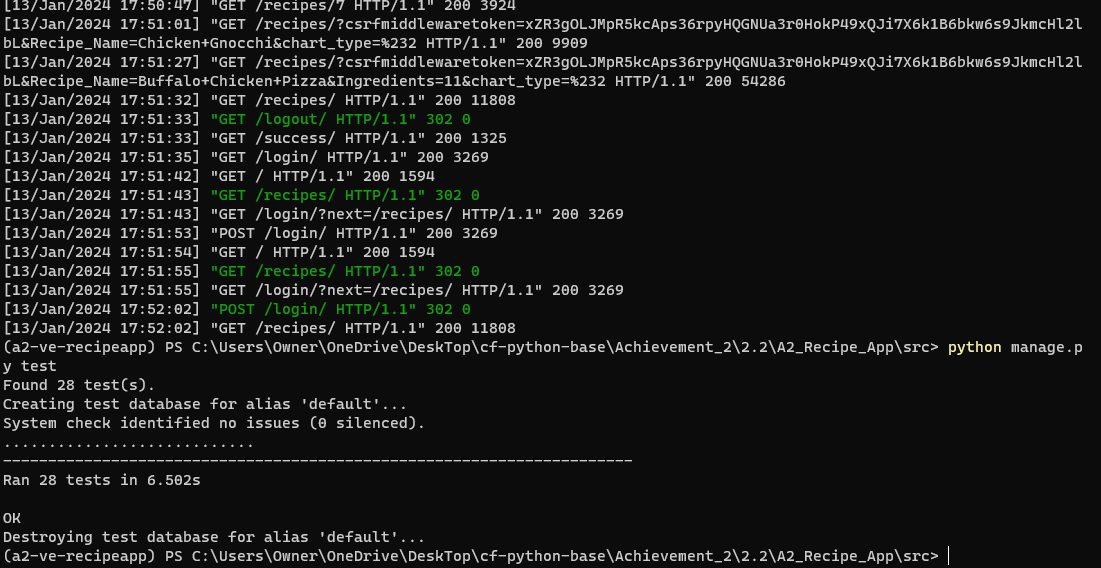 [13/Jan/2024 17:50:47] "GET /recipes/7 HTTP/1.1" 200 3924
[13/Jan/2024 17:51:01] "GET /recipes/?csrfmiddlewaretoken=xZR3gOLJMpR5kcAps36rpyHQGNUa3r0HokP49xQJi7X6k1B6bkw6s9JkmcHl2l
bL&Recipe_Name=Chicken+Gnocchi&chart_type=%232 HTTP/1.1" 200 9909
[13/Jan/2024 17:51:27] "GET /recipes/?csrfmiddlewaretoken=xZR3gOLJMpR5kcAps36rpyHQGNUa3r0HokP49xQJi7X6k1B6bkw6s9JkmcHl2l
bL&Recipe_Name=Buffalo+Chicken+Pizza&Ingredients=11&chart_type=%232 HTTP/1.1" 200 54286
[13/Jan/2024 17:51:32] "GET /recipes/ HTTP/1.1" 200 11808
[13/Jan/2024 17:51:33] "GET /logout/ HTTP/1.1" 302 0
[13/Jan/2024 17:51:33] "GET /success/ HTTP/1.1" 200 1325
[13/Jan/2024 17:51:35] "GET /login/ HTTP/1.1" 200 3269
[13/Jan/2024 17:51:42] "GET / HTTP/1.1" 200 1594
[13/Jan/2024 17:51:43] "GET /recipes/ HTTP/1.1" 302 0
[13/Jan/2024 17:51:43] "GET /login/?next=/recipes/ HTTP/1.1" 200 3269
[13/Jan/2024 17:51:53] "POST /login/ HTTP/1.1" 200 3269
[13/Jan/2024 17:51:54] "GET / HTTP/1.1" 200 1594
[13/Jan/2024 17:51:55] "GET /recipes/ HTTP/1.1" 302 0
[13/Jan/2024 17:51:55] "GET /login/?next=/recipes/ HTTP/1.1" 200 3269
[13/Jan/2024 17:52:02] "POST /login/ HTTP/1.1" 302 0
[13/Jan/2024 17:52:02] "GET /recipes/ HTTP/1.1" 200 11808
(a2-ve-recipeapp) PS C:\Users\Owner\OneDrive\DeskTop\cf-python-base\Achievement_2\2.2\A2_Recipe_App\src> python manage.p
y test
Found 28 test(s).
Creating test database for alias 'default'...
System check identified no issues (0 silenced).
............................
----------------------------------------------------------------------
Ran 28 tests in 6.502s
OK
Destroying test database for alias 'default'...
(a2-ve-recipeapp) PS C:\Users\Owner\OneDrive\DeskTop\cf-python-base\Achievement_2\2.2\A2_Recipe_App\src>